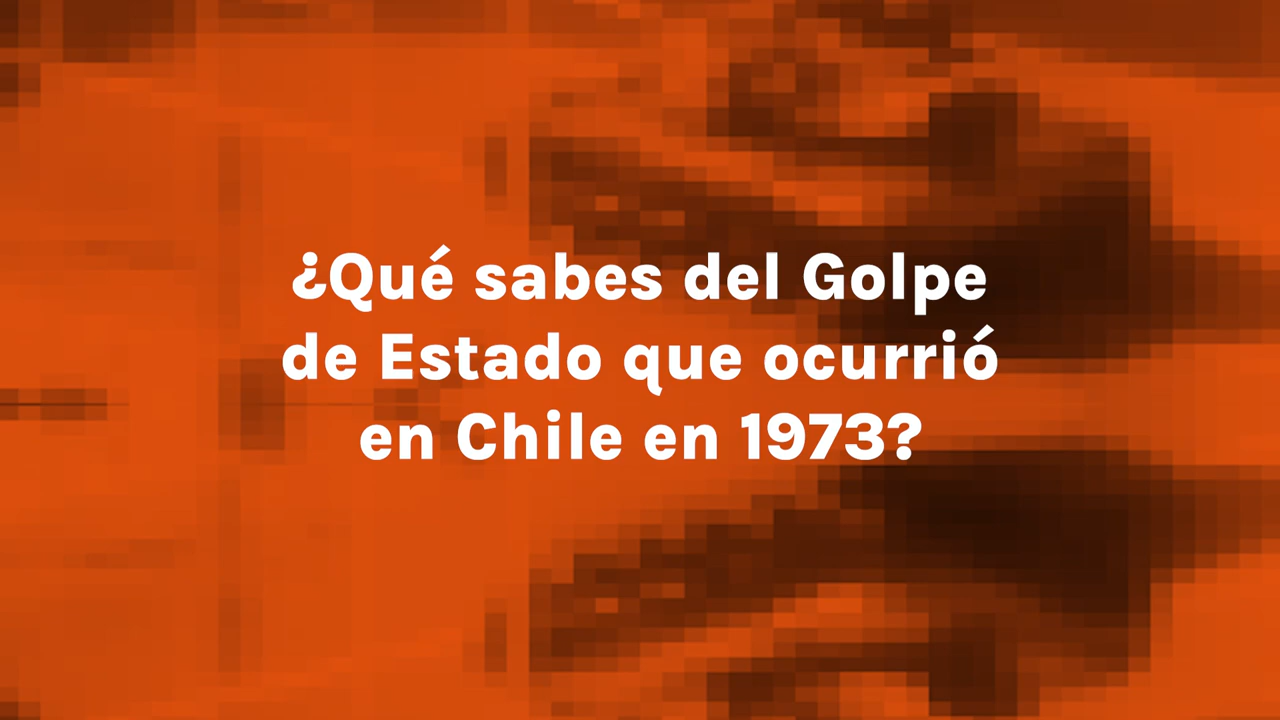 ¿Qué sabes del Golpe
de Estado que ocurrió
en Chile en 1973?